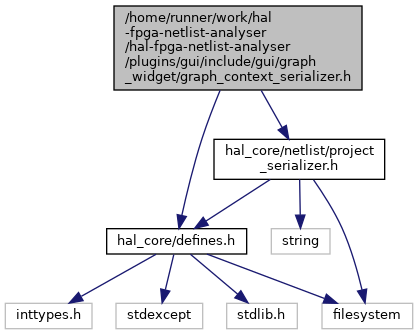 /home/runner/work/hal
-fpga-netlist-analyser
/hal-fpga-netlist-analyser
/plugins/gui/include/gui/graph
_widget/graph_context_serializer.h
hal_core/netlist/project
_serializer.h
hal_core/defines.h
string
inttypes.h
stdexcept
stdlib.h
filesystem